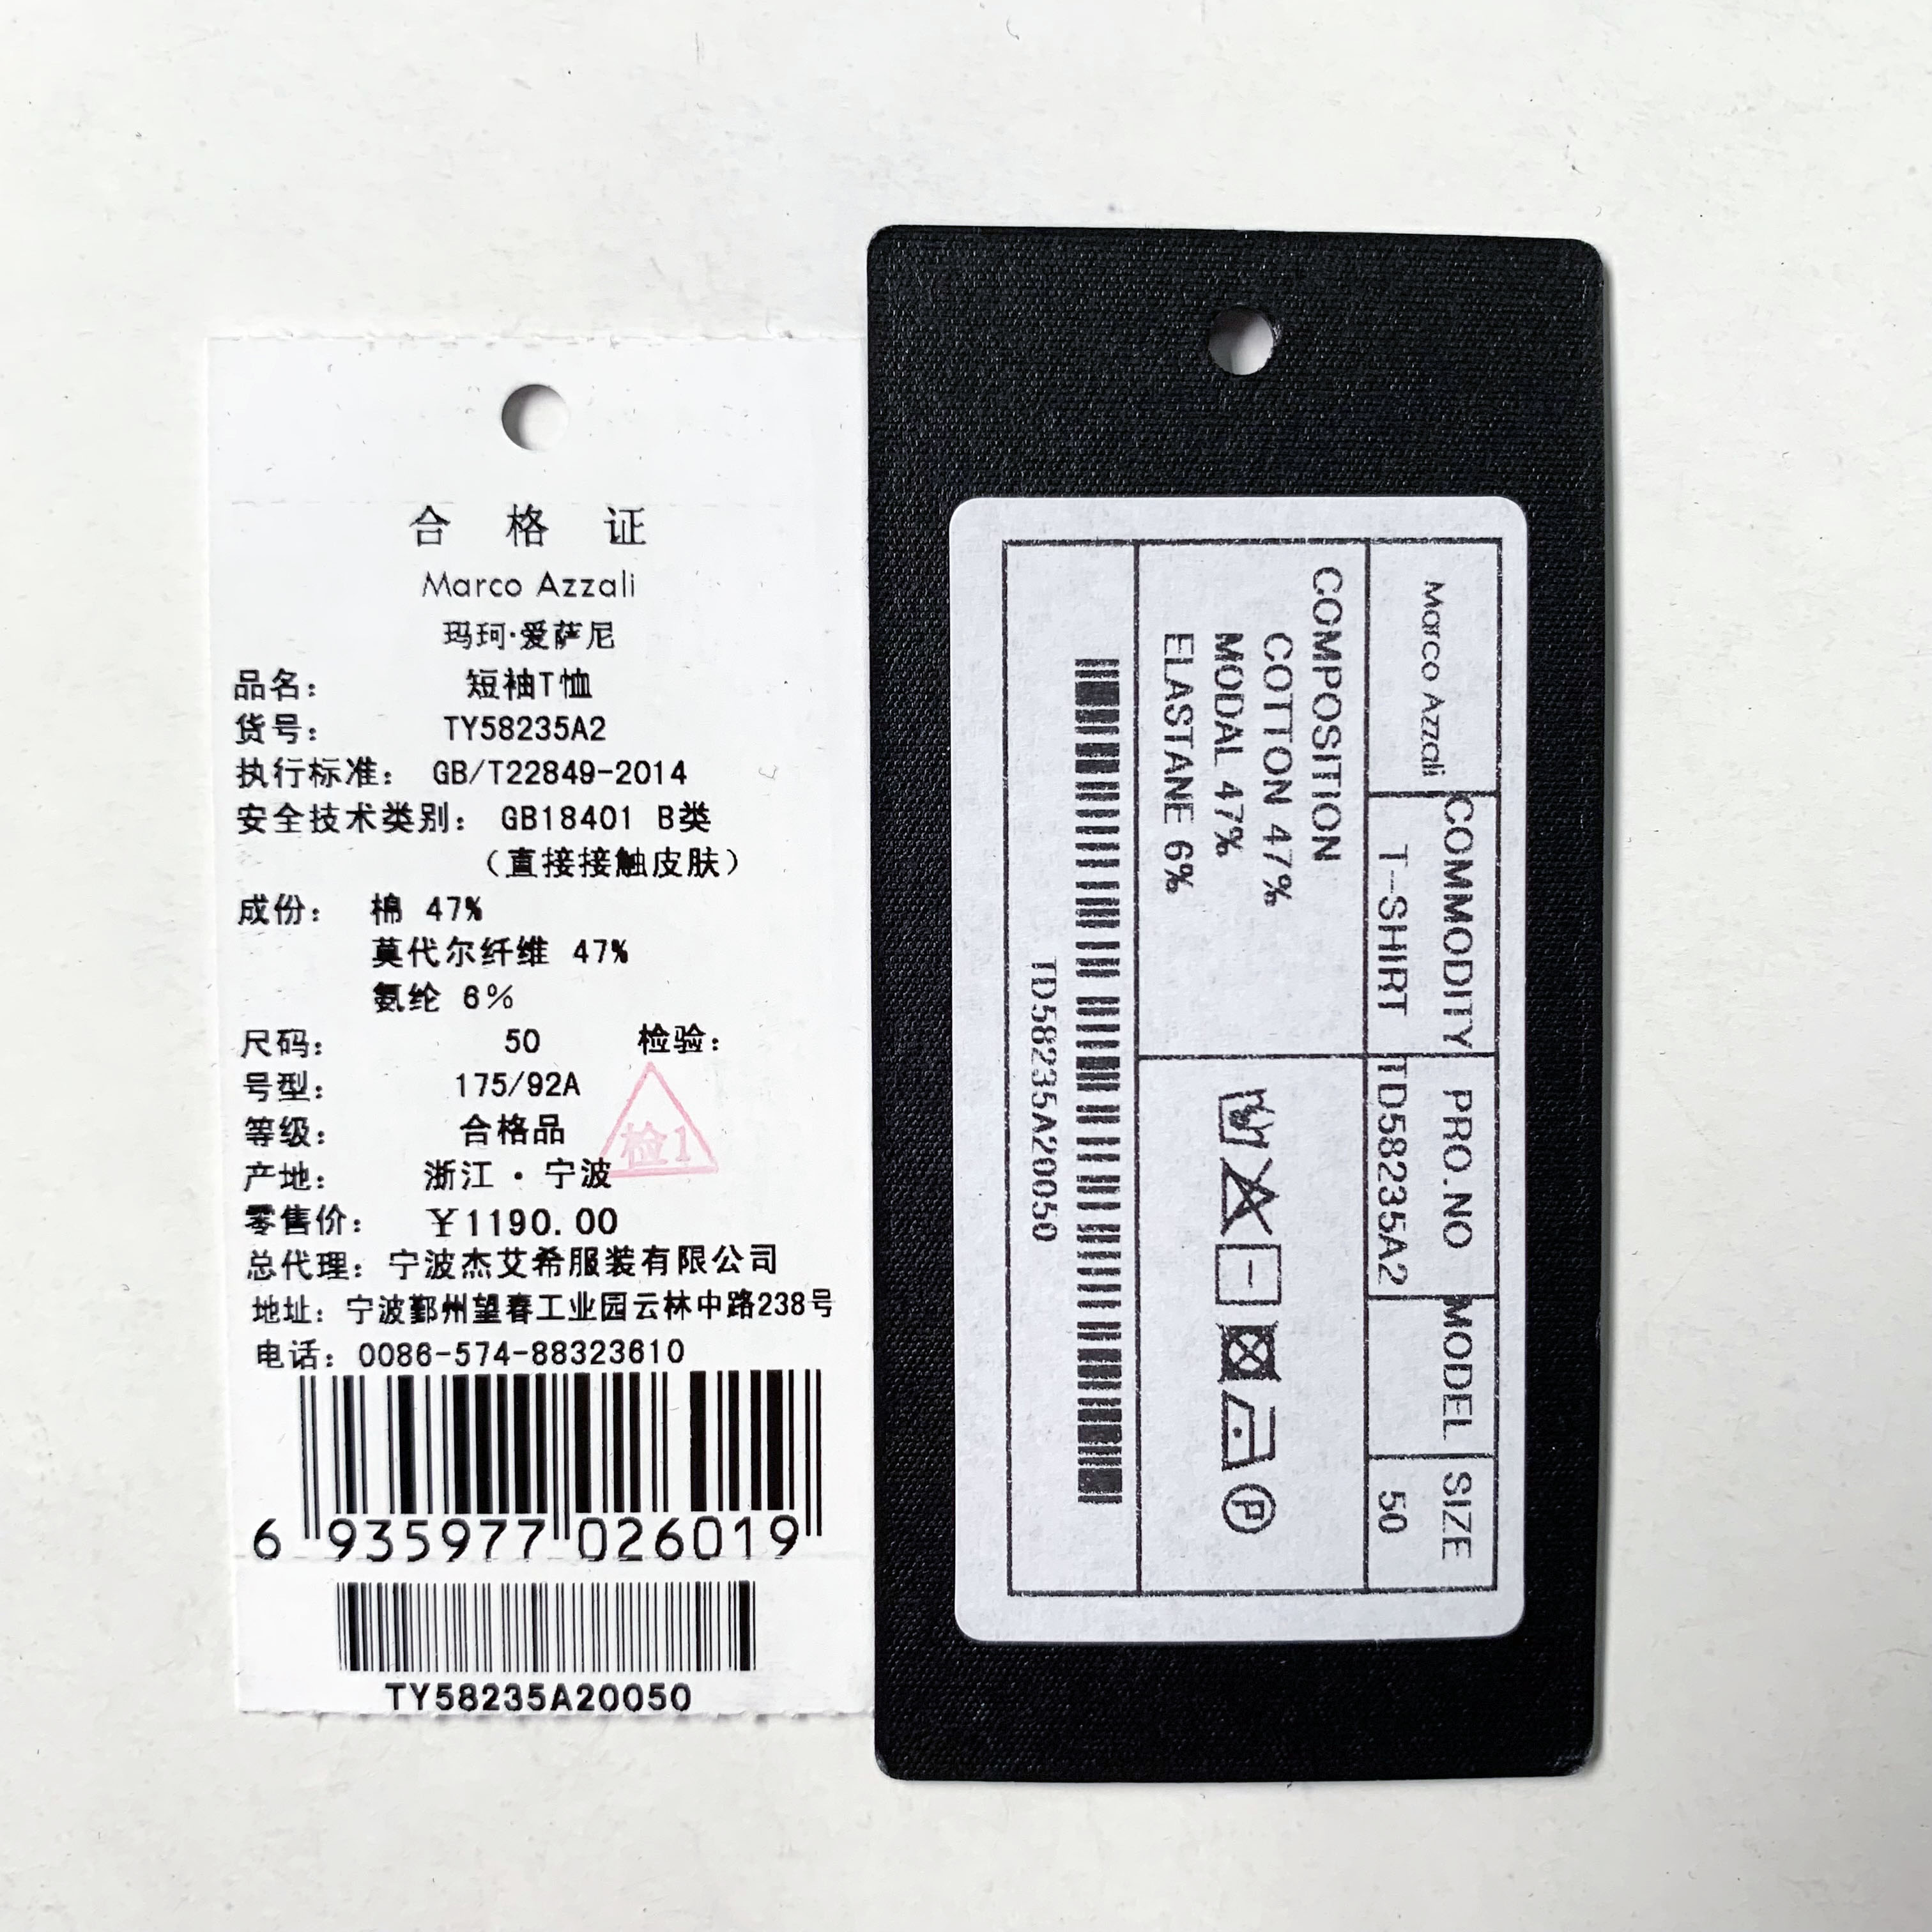 合格证
Marco Azzali
玛珂·爱萨尼
品名： 短袖T恤
货号： TY58235A2
执行标准： GB/T22849-2014
安全技术类别： GB18401 B类
（直接接触皮肤）
成份： 棉 47%
莫代尔纤维 47%
氨纶 6%
尺码： 50 检验：
号型： 175/92A
等级： 合格品
检1
产地： 浙江·宁波
零售价： ￥1190.00
总代理：宁波杰艾希服装有限公司
地址：宁波鄞州望春工业园云林中路238号
电话：0086-574-88323610
6 935977 026019
TY58235A20050
Marco Azzali COMMODITY PRO.NO MODEL SIZE
T-SHIRT TD58235A2 50
COMPOSITION
COTTON 47%
MODAL 47%
ELASTANE 6%
P
TD58235A20050